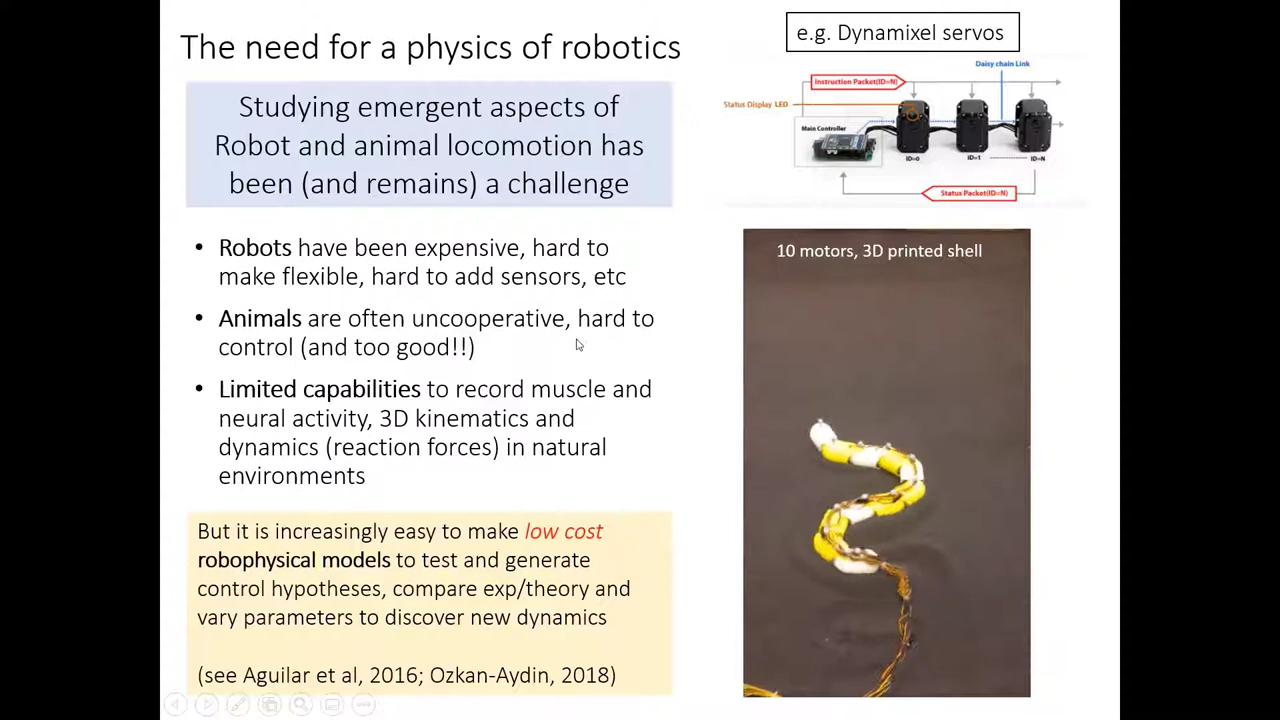 The need for a physics of robotics
Studying emergent aspects of
Robot and animal locomotion has
been (and remains) a challenge
• Robots have been expensive, hard to
make flexible, hard to add sensors, etc
• Animals are often uncooperative, hard to
control (and too good!!)
• Limited capabilities to record muscle and
neural activity, 3D kinematics and
dynamics (reaction forces) in natural
environments
But it is increasingly easy to make low cost
robophysical models to test and generate
control hypotheses, compare exp/theory and
vary parameters to discover new dynamics
(see Aguilar et al, 2016; Ozkan-Aydin, 2018)
e.g. Dynamixel servos
Daisy chain Link
Instruction Packet(ID=N)
Status Display LED
Main Controller
ID=0
ID=1
ID=N
Status Packet(ID=N)
10 motors, 3D printed shell